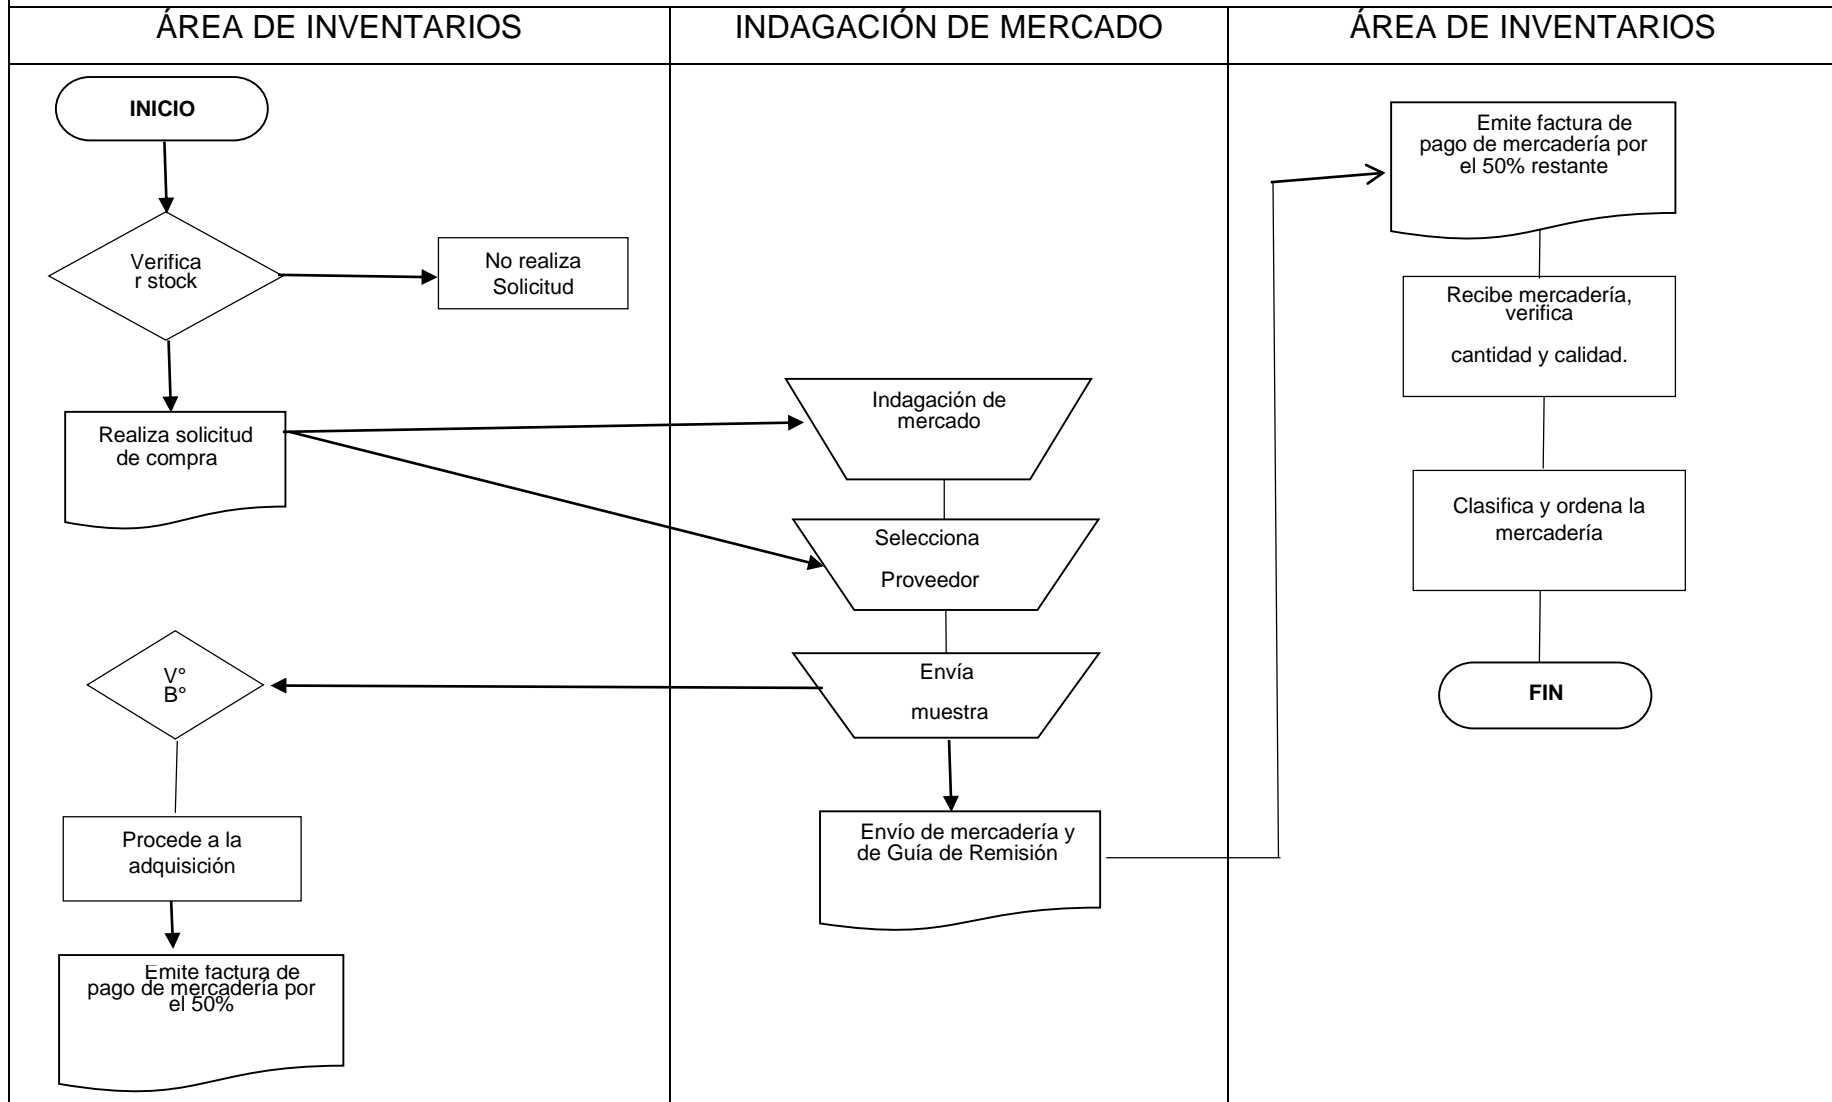 ÁREA DE INVENTARIOS
INDAGACIÓN DE MERCADO
ÁREA DE INVENTARIOS
INICIO
Verifica
r stock
No realiza
Solicitud
Realiza solicitud
de compra
V°
B°
Procede a la
adquisición
Emite factura de
pago de mercadería por
el 50%
Indagación de
mercado
Selecciona
Proveedor
Envía
muestra
Envío de mercadería y
de Guía de Remisión
Emite factura de
pago de mercadería por
el 50% restante
Recibe mercadería,
verifica
cantidad y calidad.
Clasifica y ordena la
mercadería
FIN